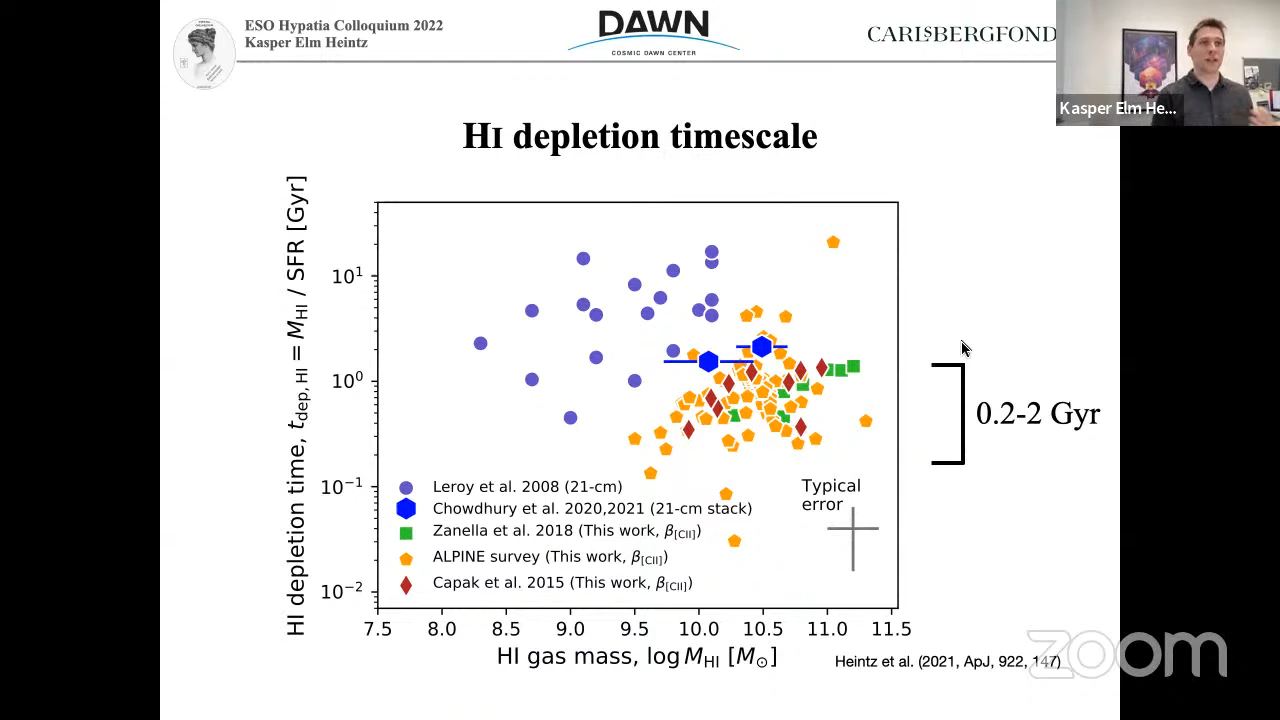 ESO Hypatia Colloquium 2022
Kasper Elm Heintz
DAWN
COSMIC DAWN CENTER
CARLSBERGFOND
Kasper Elm He...
HI depletion timescale
HI depletion time, t_dep, HI = M_HI / SFR [Gyr]
10¹
10⁰
10⁻¹
10⁻²
0.2-2 Gyr
Leroy et al. 2008 (21-cm)
Chowdhury et al. 2020,2021 (21-cm stack)
Zanella et al. 2018 (This work, β[CII])
ALPINE survey (This work, β[CII])
Capak et al. 2015 (This work, β[CII])
Typical
error
7.5 8.0 8.5 9.0 9.5 10.0 10.5 11.0 11.5
HI gas mass, log M_HI [M_⊙]
Heintz et al. (2021, ApJ, 922, 147)
zoom